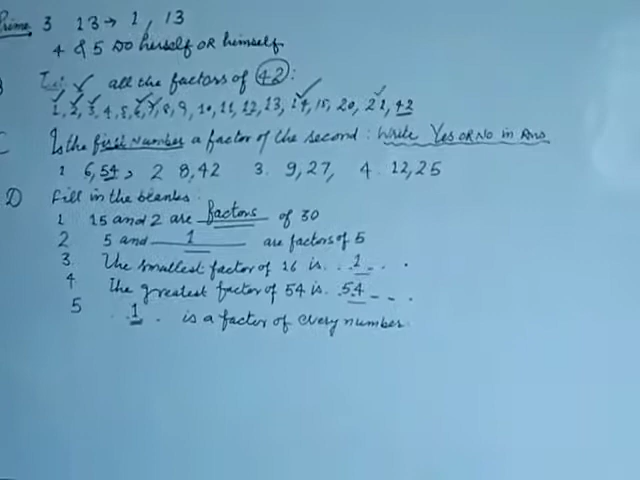 Prime 3 13 → 1, 13
4 & 5 Do herself OR himself
Tick ✓ all the factors of 42:
1, 2, 3, 4, 5, 6, 7, 8, 9, 10, 11, 12, 13, 14, 15, 20, 21, 42
C Is the first Number a factor of the second: Write Yes OR No in Ans
1 6,54, 2 8,42 3. 9,27, 4. 12,25
D Fill in the blanks:
1 15 and 2 are factors of 30
2 5 and 1 are factors of 5
3. The smallest factor of 16 is ..1...
4 The greatest factor of 54 is .54...
5 .1. is a factor of every number.